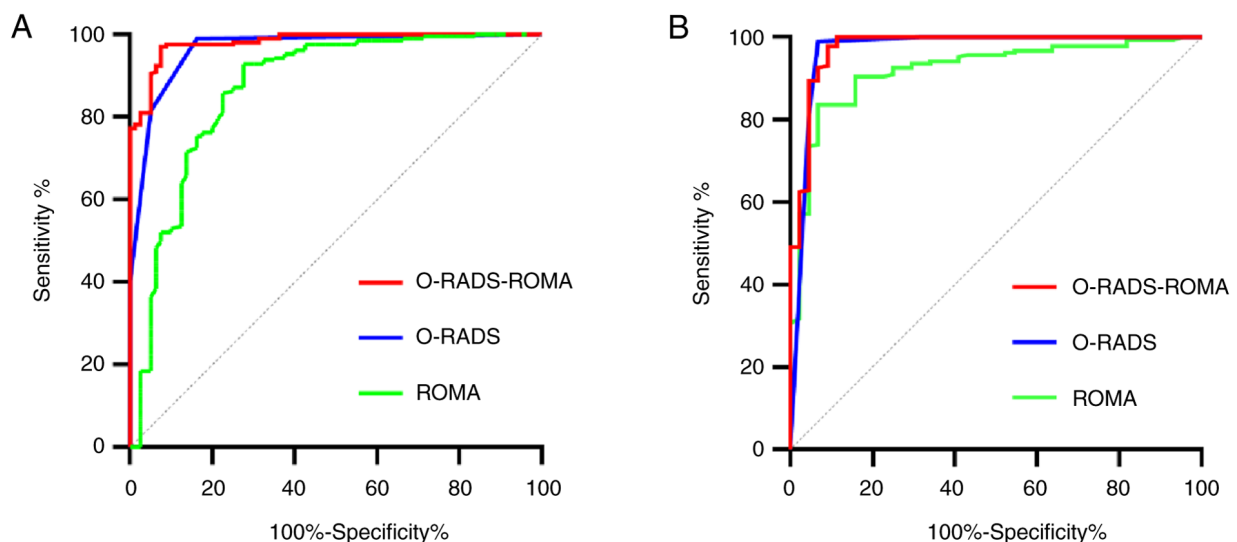 A
100
80
60
40
20
0
Sensitivity %
O-RADS-ROMA
O-RADS
ROMA
0 20 40 60 80 100
100%-Specificity%
B
100
80
60
40
20
0
Sensitivity %
O-RADS-ROMA
O-RADS
ROMA
0 20 40 60 80 100
100%-Specificity%